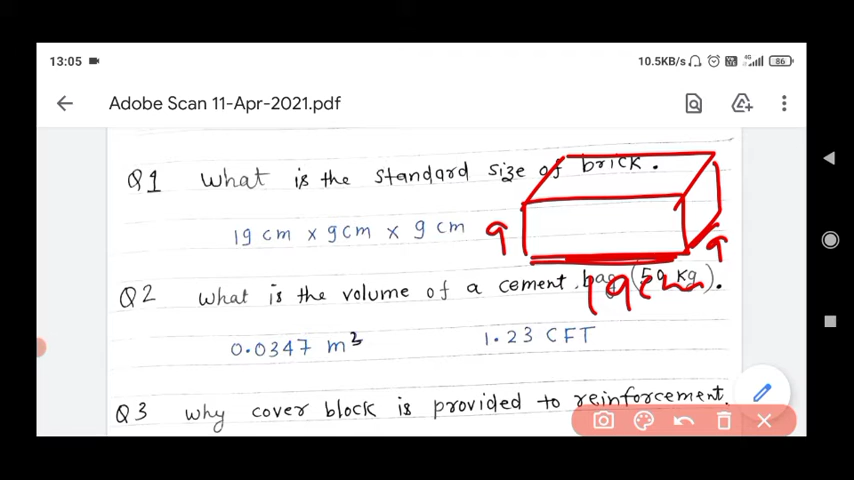 13:05 10.5KB/s 4G 86
Adobe Scan 11-Apr-2021.pdf
Q1 What is the standard size of brick.
19 cm x 9cm x 9 cm
9
9
19cm
Q2 What is the volume of a cement bag (50 kg).
0.0347 m3 1.23 CFT
Q3 why cover block is provided to reinforcement.